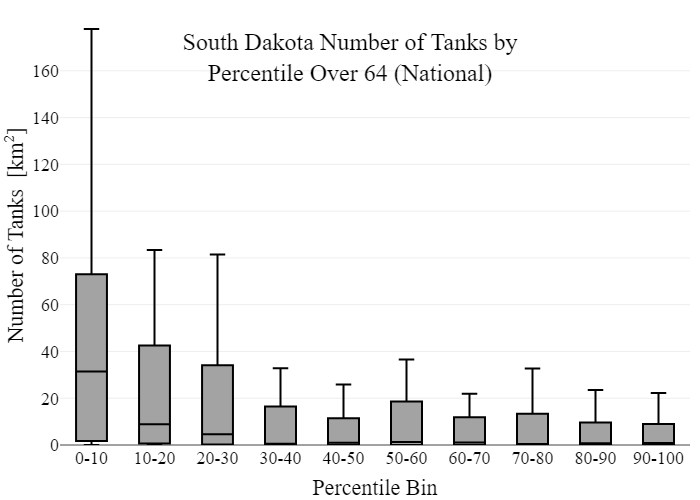 South Dakota Number of Tanks by
Percentile Over 64 (National)
Number of Tanks [km²]
160
140
120
100
80
60
40
20
0
0-10 10-20 20-30 30-40 40-50 50-60 60-70 70-80 80-90 90-100
Percentile Bin